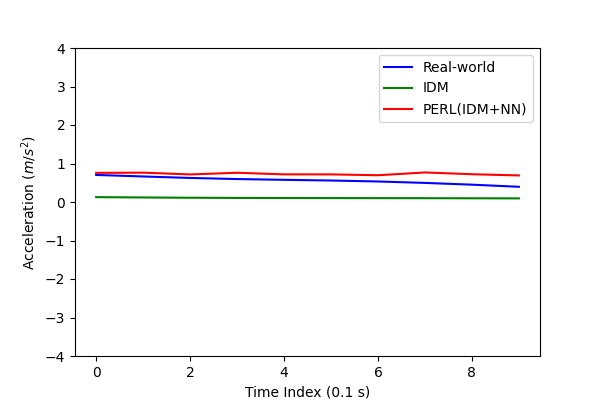 4
3
2
1
0
−1
−2
−3
−4
Acceleration (m/s²)
Real-world
IDM
PERL(IDM+NN)
0 2 4 6 8
Time Index (0.1 s)